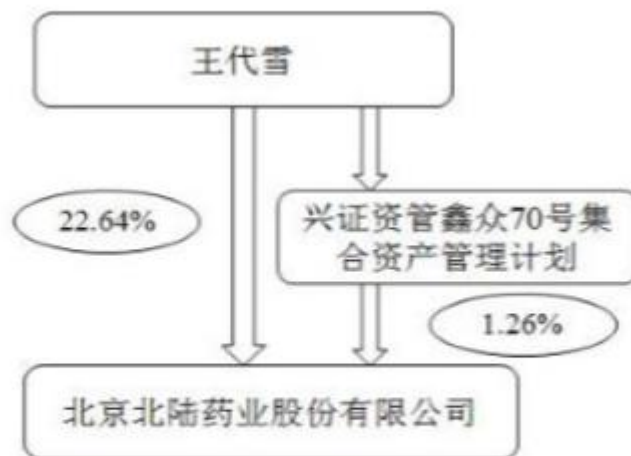 王代雪
22.64%
兴证资管鑫众70号集
合资产管理计划
1.26%
北京北陆药业股份有限公司